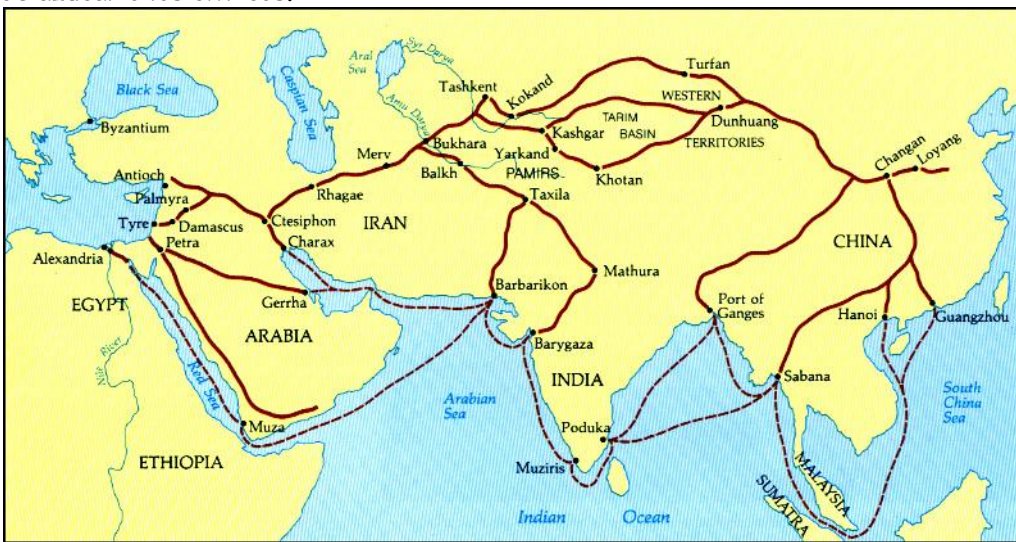 Black Sea
Byzantium
Caspian Sea
Aral
Sea
Syr Darya
Amu Darya
Tashkent
Kokand
Turfan
WESTERN
Dunhuang
TARIM
BASIN
TERRITORIES
Kashgar
Yarkand
PAMIRS
Khotan
Bukhara
Balkh
Merv
Taxila
Changan
Loyang
Antioch
Palmyra
Tyre
Damascus
Petra
Ctesiphon
Charax
Rhagae
IRAN
Alexandria
EGYPT
Nile River
Red Sea
Gerrha
ARABIA
Muza
ETHIOPIA
Barbarikon
Mathura
Barygaza
INDIA
Arabian
Sea
Poduka
Muziris
Indian Ocean
Port of
Ganges
CHINA
Hanoi
Guangzhou
Sabana
South
China
Sea
MALAYSIA
SUMATRA